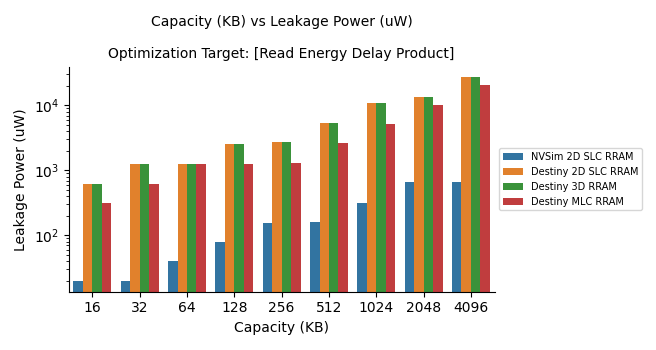 Capacity (KB) vs Leakage Power (uW)
Optimization Target: [Read Energy Delay Product]
Leakage Power (uW)
10^4
10^3
10^2
16 32 64 128 256 512 1024 2048 4096
Capacity (KB)
NVSim 2D SLC RRAM
Destiny 2D SLC RRAM
Destiny 3D RRAM
Destiny MLC RRAM